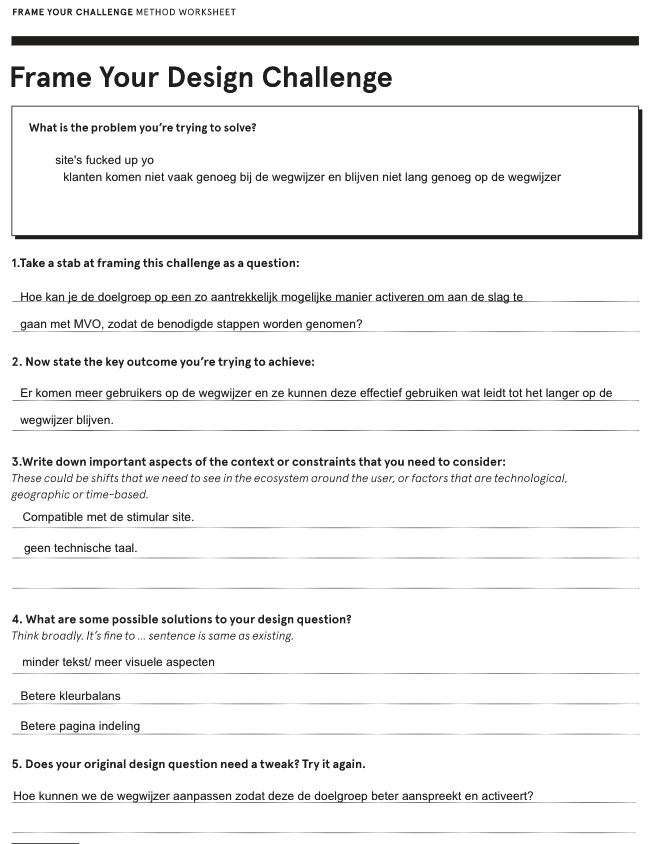 FRAME YOUR CHALLENGE METHOD WORKSHEET
Frame Your Design Challenge
What is the problem you're trying to solve?
site's fucked up yo
klanten komen niet vaak genoeg bij de wegwijzer en blijven niet lang genoeg op de wegwijzer
1.Take a stab at framing this challenge as a question:
Hoe kan je de doelgroep op een zo aantrekkelijk mogelijke manier activeren om aan de slag te
gaan met MVO, zodat de benodigde stappen worden genomen?
2. Now state the key outcome you're trying to achieve:
Er komen meer gebruikers op de wegwijzer en ze kunnen deze effectief gebruiken wat leidt tot het langer op de
wegwijzer blijven.
3.Write down important aspects of the context or constraints that you need to consider:
These could be shifts that we need to see in the ecosystem around the user, or factors that are technological,
geographic or time-based.
Compatible met de stimular site.
geen technische taal.
4. What are some possible solutions to your design question?
Think broadly. It's fine to ... sentence is same as existing.
minder tekst/ meer visuele aspecten
Betere kleurbalans
Betere pagina indeling
5. Does your original design question need a tweak? Try it again.
Hoe kunnen we de wegwijzer aanpassen zodat deze de doelgroep beter aanspreekt en activeert?